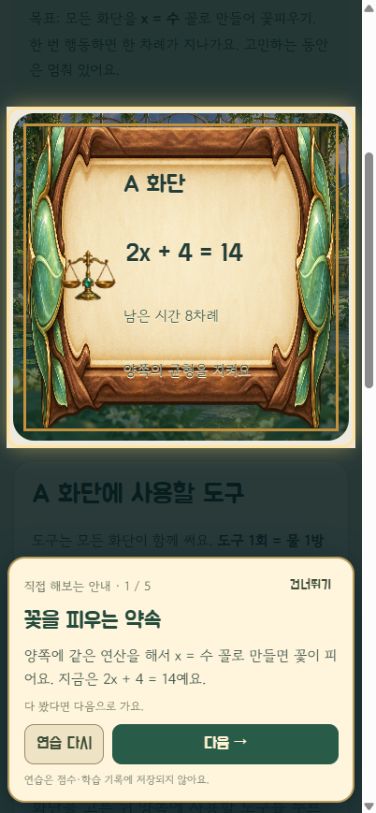 목표: 모든 화단을 x = 수 꼴로 만들어 꽃피우기.
한 번 행동하면 한 차례가 지나가요. 고민하는 동안
은 멈춰 있어요.
A 화단
2x + 4 = 14
남은 시간 8차례
양쪽의 균형을 지켜요
A 화단에 사용할 도구
도구는 모든 화단이 함께 써요. 도구 1회 = 물 1방
직접 해보는 안내 · 1 / 5
건너뛰기
꽃을 피우는 약속
양쪽에 같은 연산을 해서 x = 수 꼴로 만들면 꽃이 피
어요. 지금은 2x + 4 = 14예요.
다 봤다면 다음으로 가요.
연습 다시
다음 →
연습은 점수·학습 기록에 저장되지 않아요.